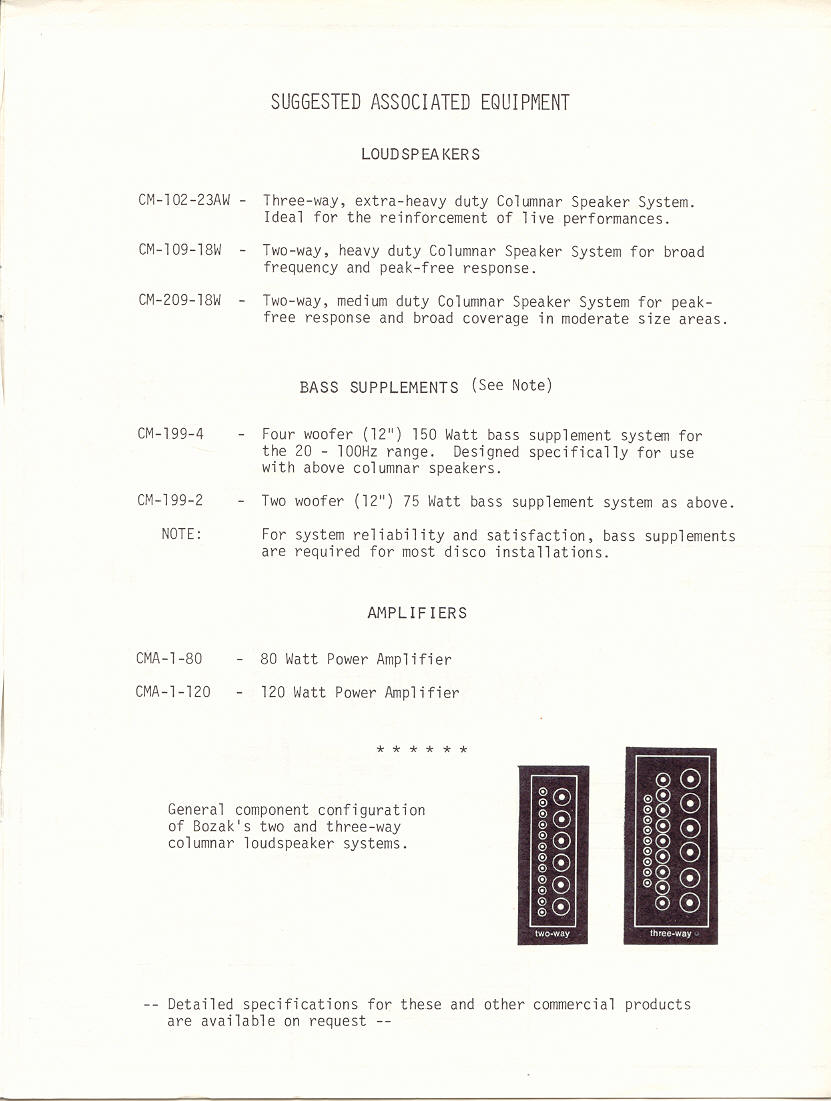 SUGGESTED ASSOCIATED EQUIPMENT
LOUDSPEAKERS
CM-102-23AW - Three-way, extra-heavy duty Columnar Speaker System.
Ideal for the reinforcement of live performances.
CM-109-18W - Two-way, heavy duty Columnar Speaker System for broad
frequency and peak-free response.
CM-209-18W - Two-way, medium duty Columnar Speaker System for peak-
free response and broad coverage in moderate size areas.
BASS SUPPLEMENTS (See Note)
CM-199-4 - Four woofer (12") 150 Watt bass supplement system for
the 20 - 100Hz range. Designed specifically for use
with above columnar speakers.
CM-199-2 - Two woofer (12") 75 Watt bass supplement system as above.
NOTE: For system reliability and satisfaction, bass supplements
are required for most disco installations.
AMPLIFIERS
CMA-1-80 - 80 Watt Power Amplifier
CMA-1-120 - 120 Watt Power Amplifier
* * * * * *
General component configuration
of Bozak's two and three-way
columnar loudspeaker systems.
two-way
three-way
-- Detailed specifications for these and other commercial products
are available on request --